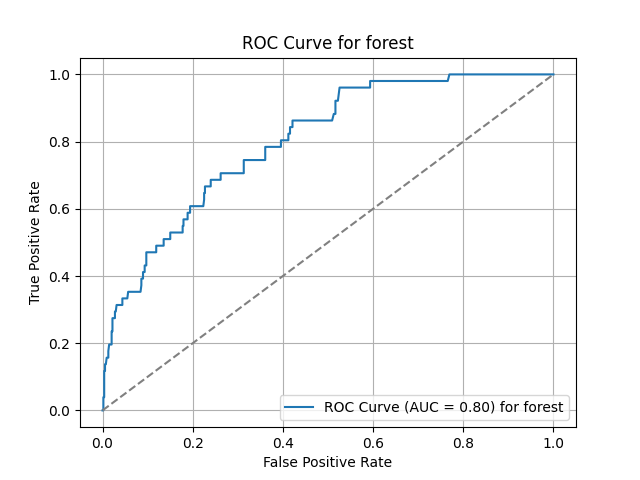 ROC Curve for forest
1.0
0.8
0.6
0.4
0.2
0.0
True Positive Rate
0.0 0.2 0.4 0.6 0.8 1.0
False Positive Rate
ROC Curve (AUC = 0.80) for forest